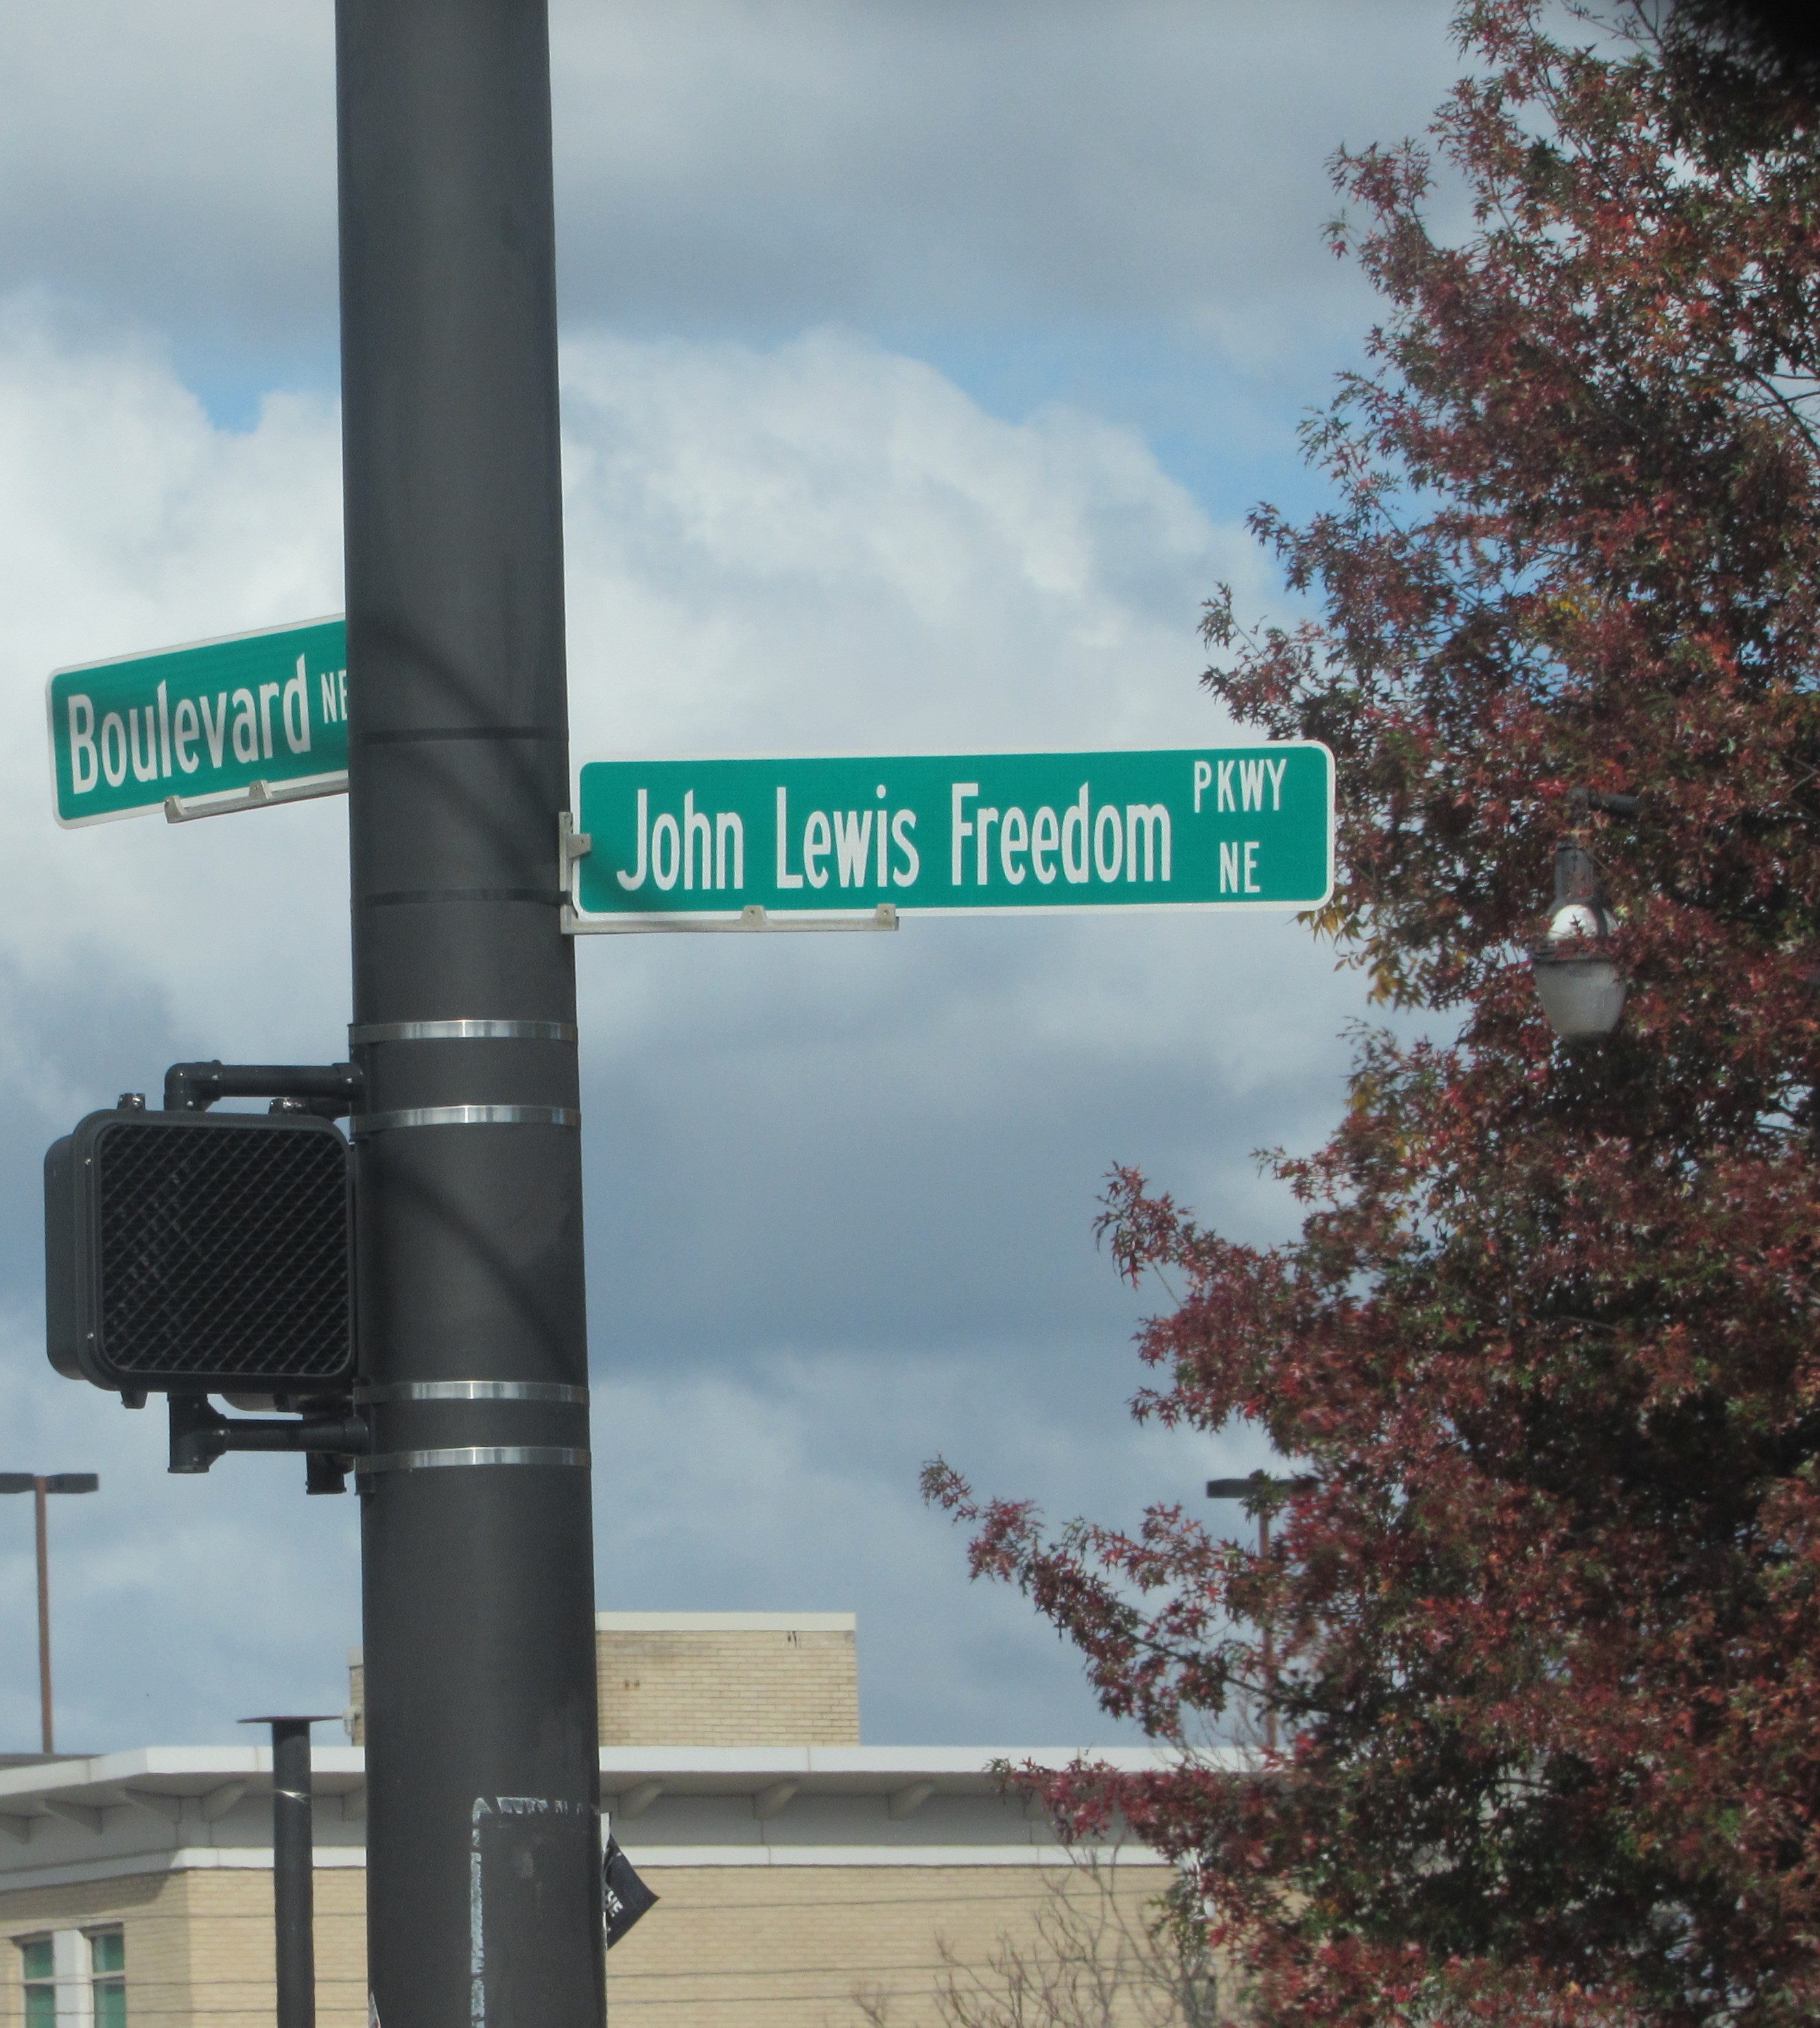 Boulevard NE
John Lewis Freedom PKWY
NE